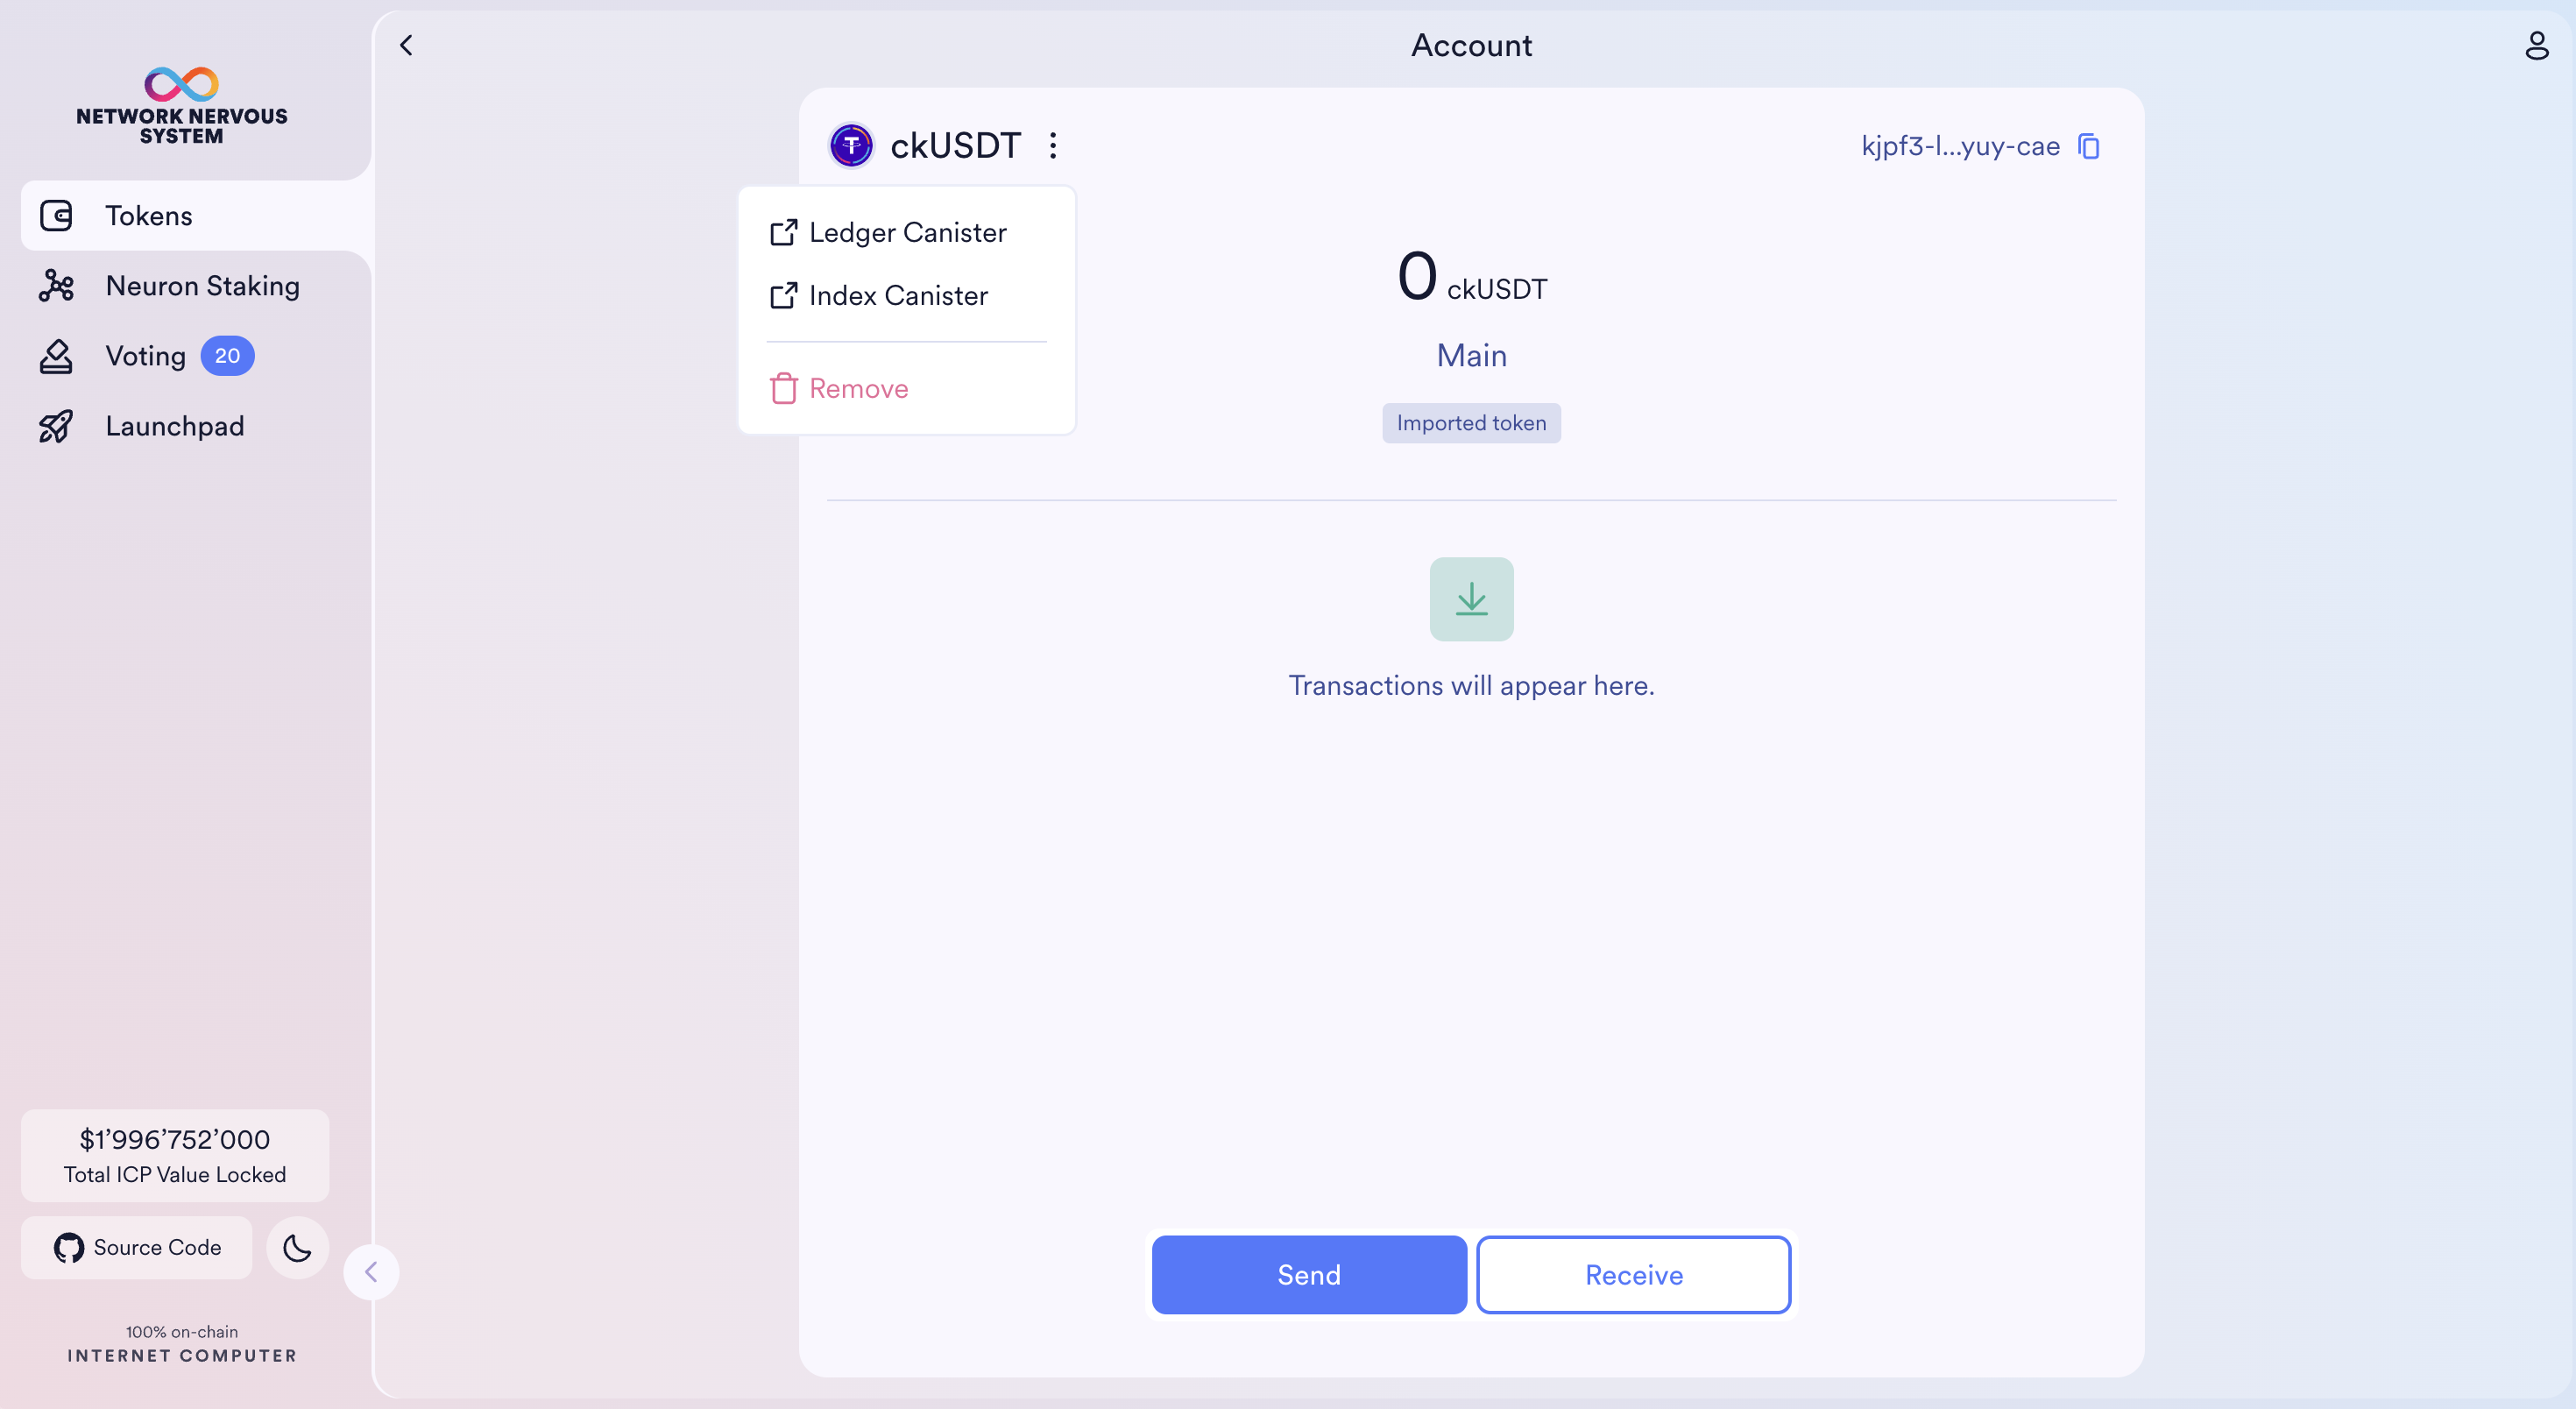 NETWORK NERVOUS
SYSTEM
Tokens
Neuron Staking
Voting 20
Launchpad
$1’996’752’000
Total ICP Value Locked
Source Code
100% on-chain
INTERNET COMPUTER
Account
ckUSDT
kjpf3-l...yuy-cae
Ledger Canister
Index Canister
Remove
0 ckUSDT
Main
Imported token
Transactions will appear here.
Send
Receive